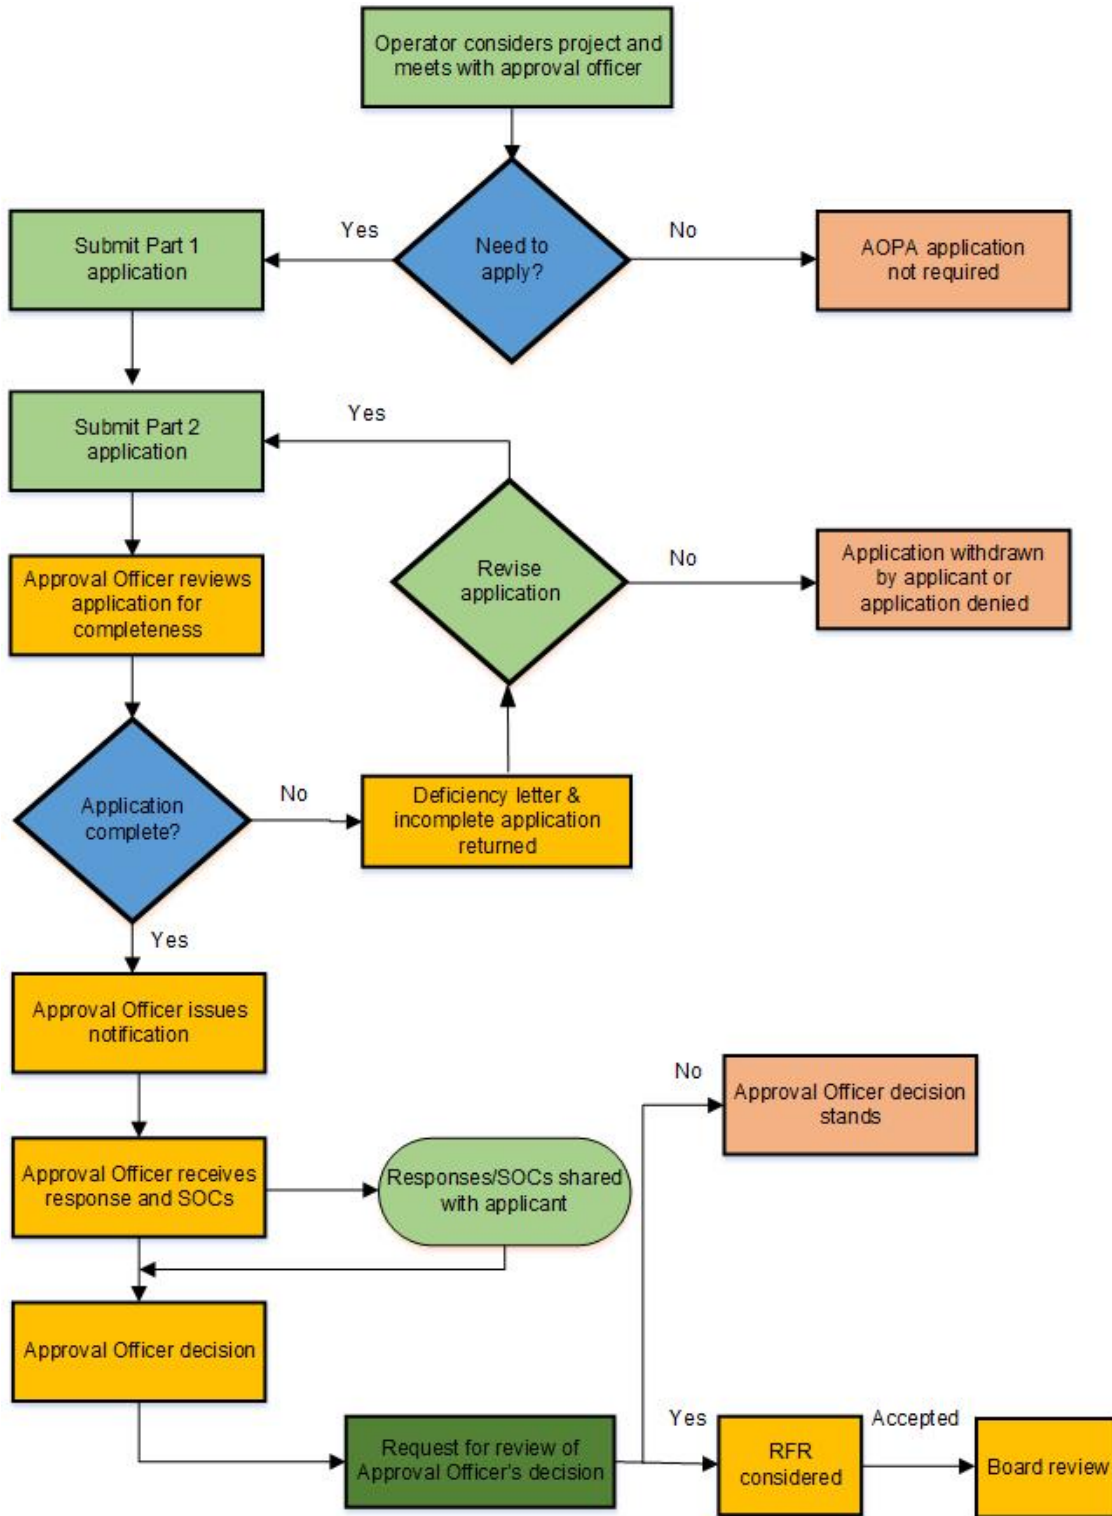 Operator considers project and
meets with approval officer
Need to
apply?
Yes
No
Submit Part 1
application
AOPA application
not required
Submit Part 2
application
Yes
Revise
application
No
Application withdrawn
by applicant or
application denied
Approval Officer reviews
application for
completeness
Application
complete?
No
Deficiency letter &
incomplete application
returned
Yes
Approval Officer issues
notification
Approval Officer receives
response and SOCs
Responses/SOCs shared
with applicant
No
Approval Officer decision
stands
Approval Officer decision
Request for review of
Approval Officer's decision
Yes
RFR
considered
Accepted
Board review